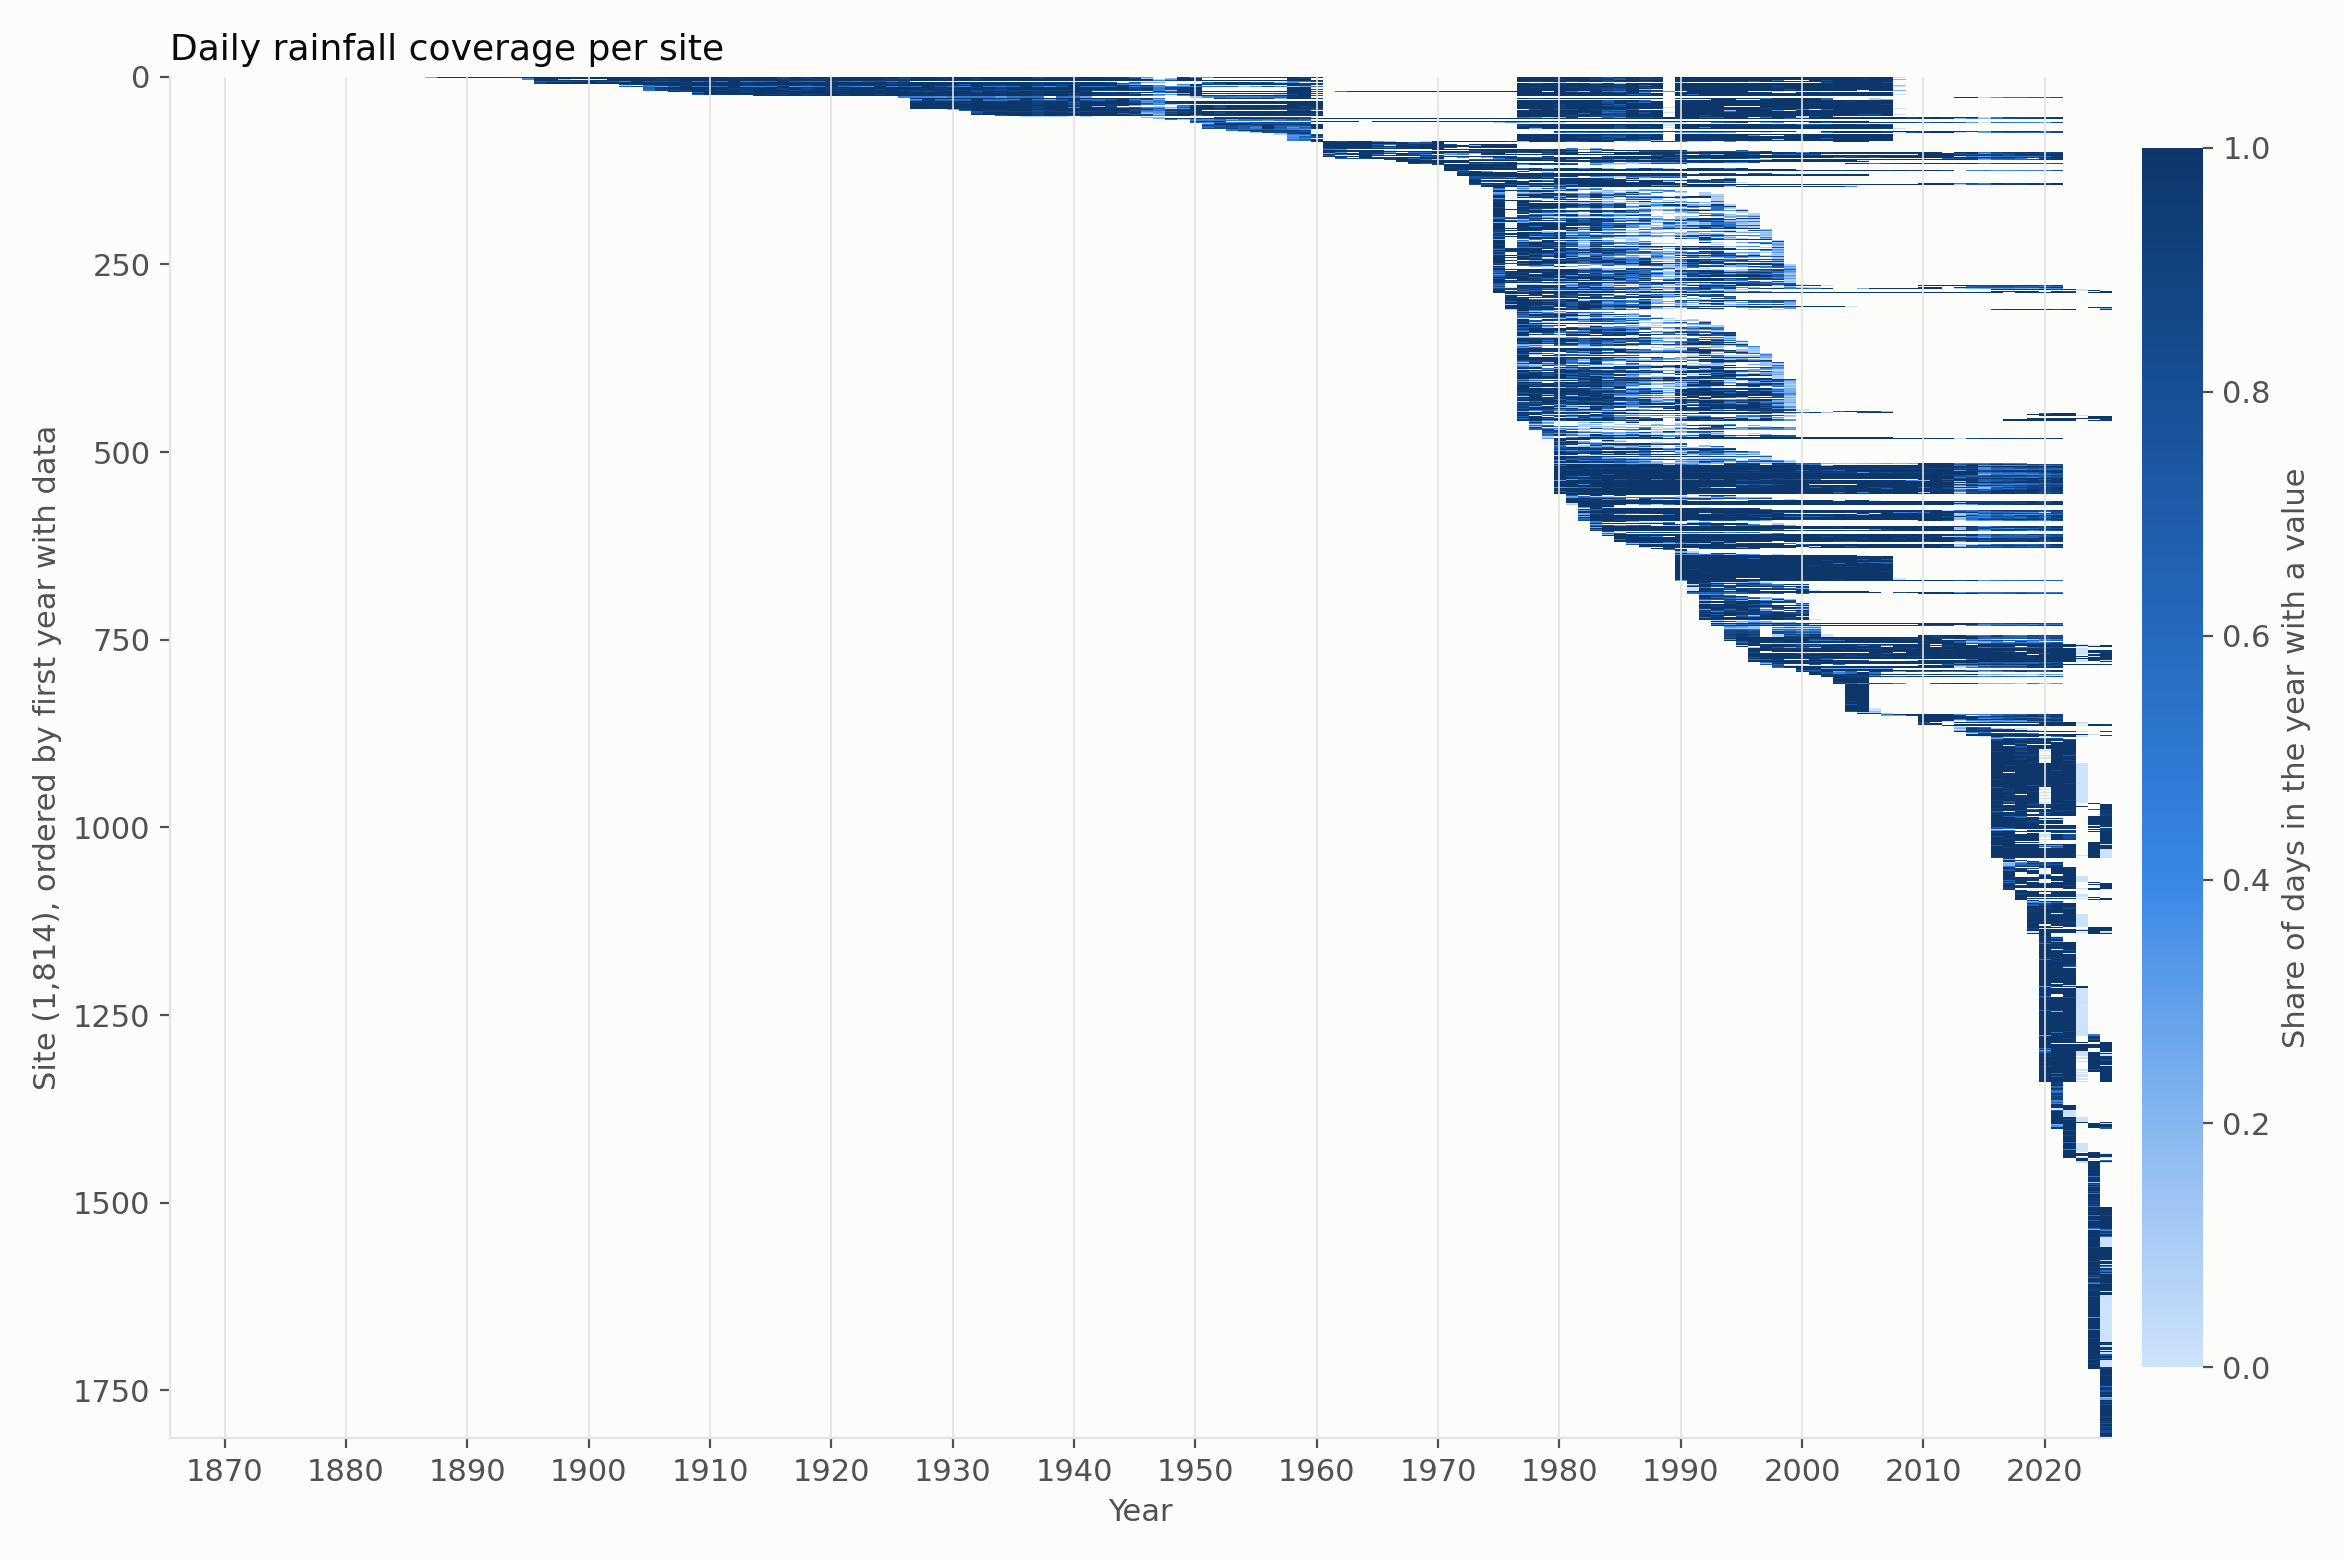 Daily rainfall coverage per site
0
250
500
750
1000
1250
1500
1750
Site (1,814), ordered by first year with data
1870 1880 1890 1900 1910 1920 1930 1940 1950 1960 1970 1980 1990 2000 2010 2020
Year
1.0
0.8
0.6
0.4
0.2
0.0
Share of days in the year with a value